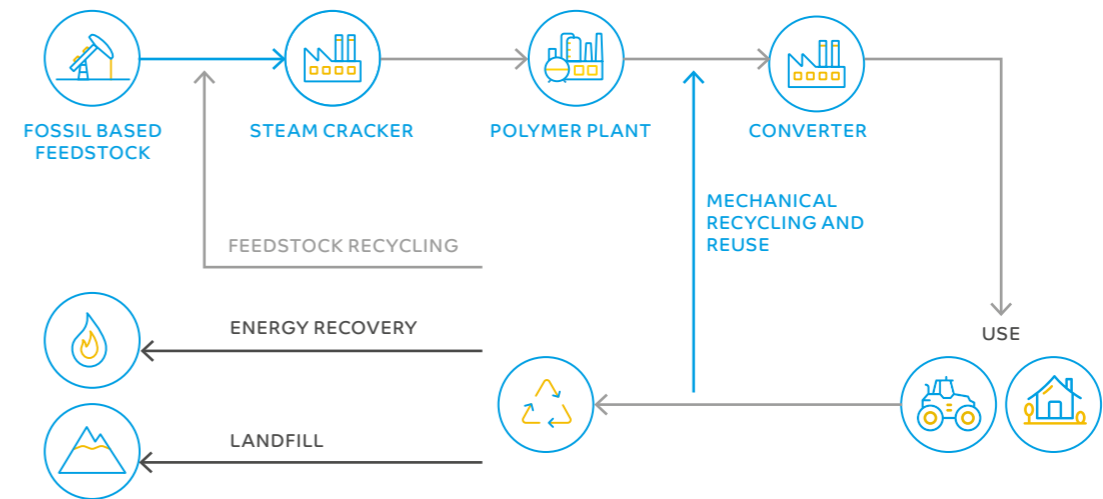 FOSSIL BASED
FEEDSTOCK
STEAM CRACKER
POLYMER PLANT
CONVERTER
MECHANICAL
RECYCLING AND
REUSE
FEEDSTOCK RECYCLING
ENERGY RECOVERY
USE
LANDFILL